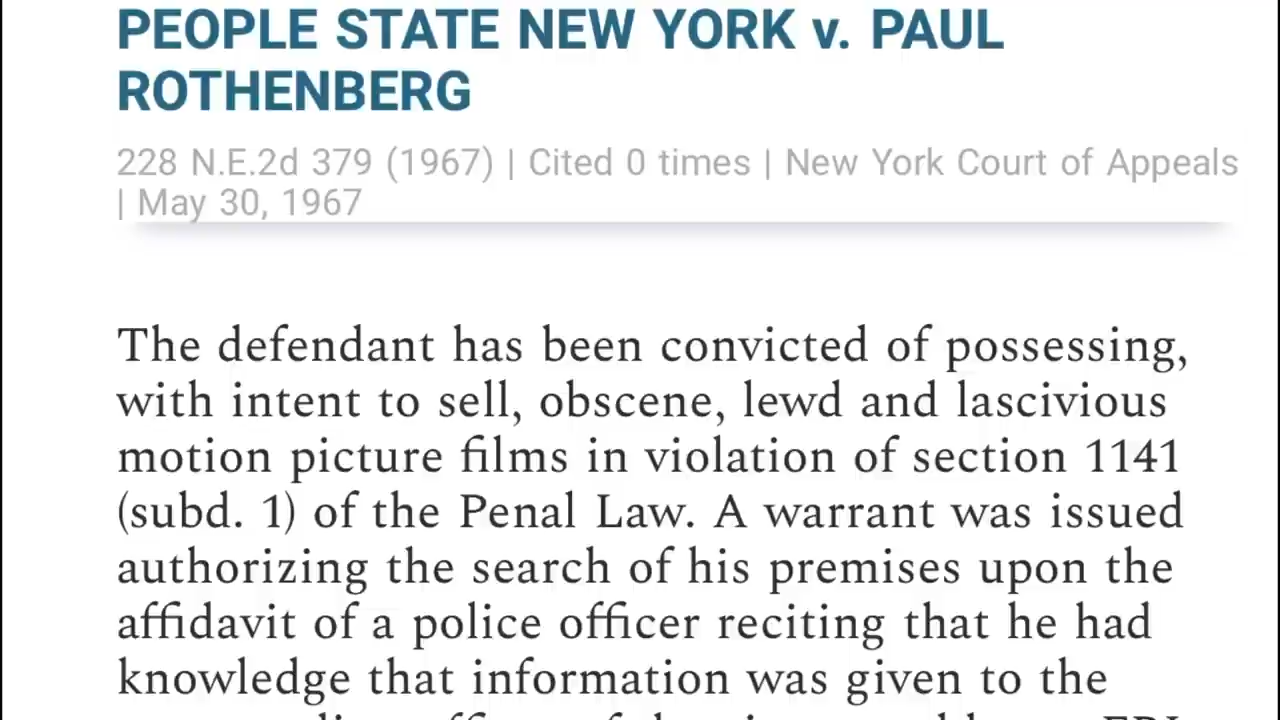 PEOPLE STATE NEW YORK v. PAUL
ROTHENBERG
228 N.E.2d 379 (1967) | Cited 0 times | New York Court of Appeals
| May 30, 1967
The defendant has been convicted of possessing,
with intent to sell, obscene, lewd and lascivious
motion picture films in violation of section 1141
(subd. 1) of the Penal Law. A warrant was issued
authorizing the search of his premises upon the
affidavit of a police officer reciting that he had
knowledge that information was given to the